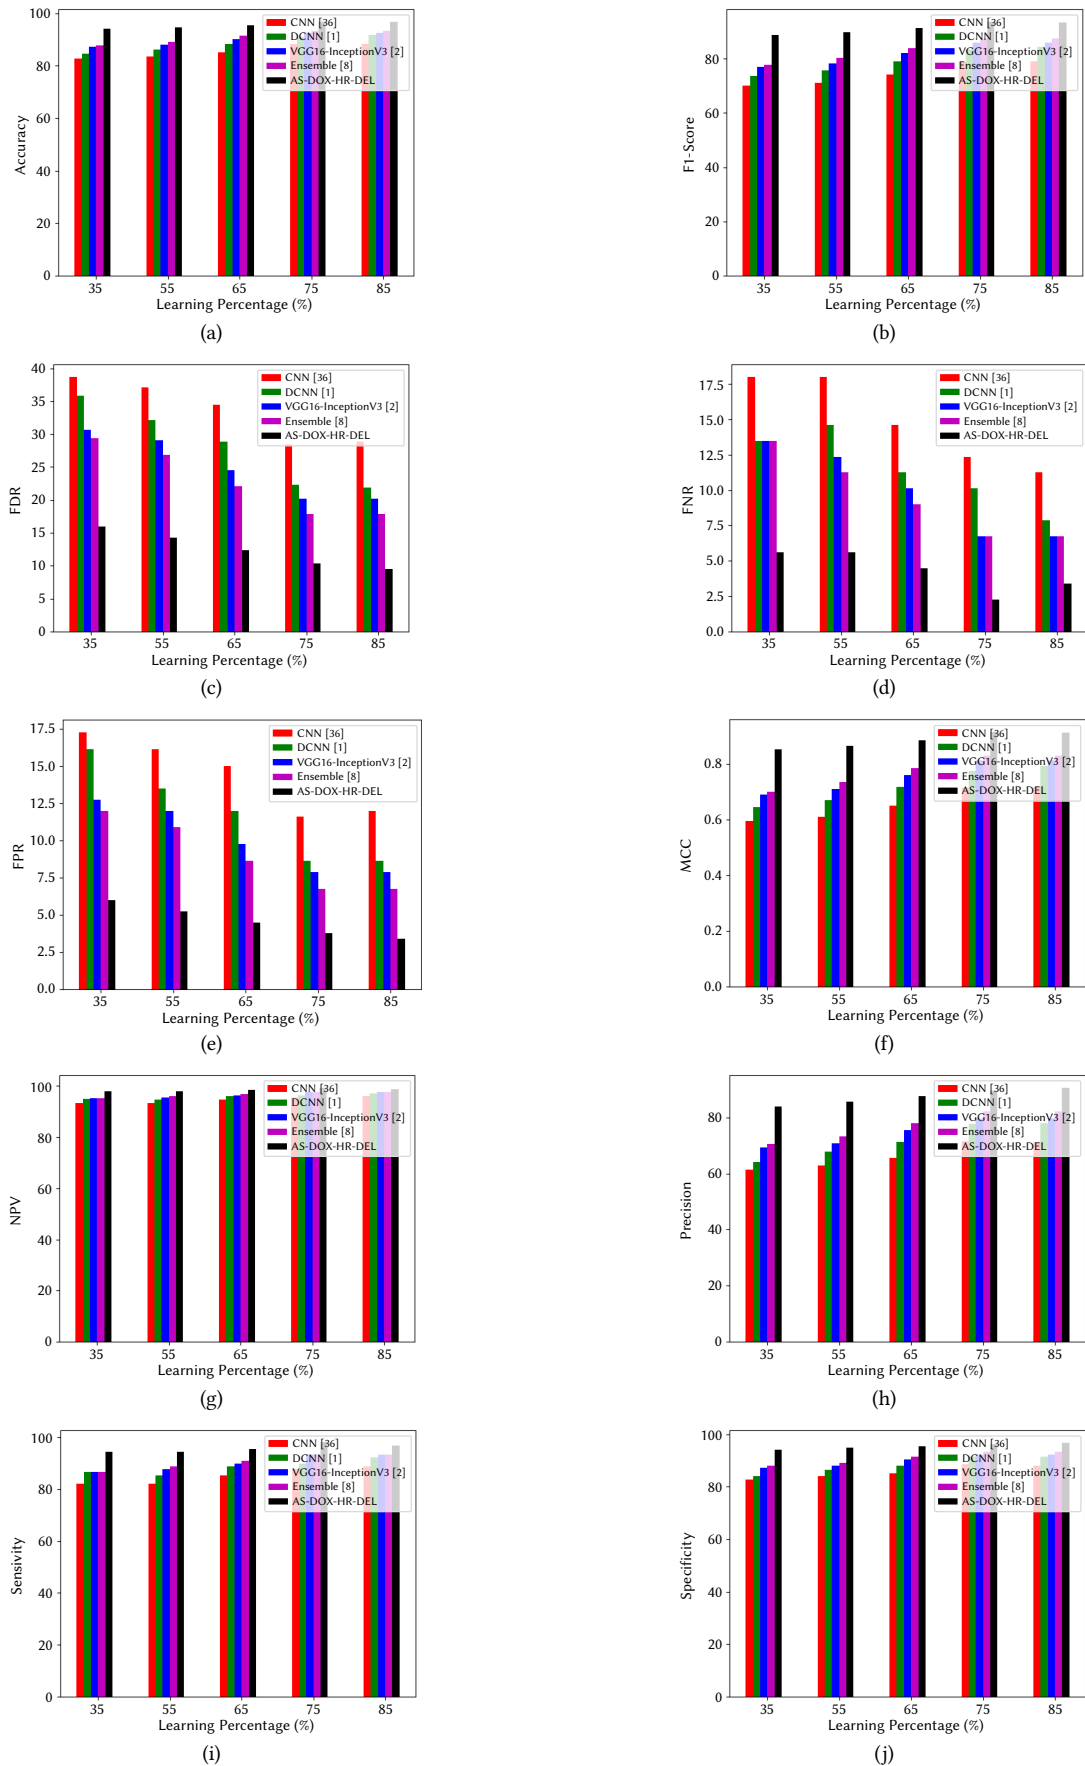 100
80
60
40
20
0
Accuracy
CNN [36]
DCNN [1]
VGG16-InceptionV3 [2]
Ensemble [8]
AS-DOX-HR-DEL
35 55 65 75 85
Learning Percentage (%)
(a)
80
60
40
20
0
F1-Score
CNN [36]
DCNN [1]
VGG16-InceptionV3 [2]
Ensemble [8]
AS-DOX-HR-DEL
35 55 65 75 85
Learning Percentage (%)
(b)
40
35
30
25
20
15
10
5
0
FDR
CNN [36]
DCNN [1]
VGG16-InceptionV3 [2]
Ensemble [8]
AS-DOX-HR-DEL
35 55 65 75 85
Learning Percentage (%)
(c)
17.5
15.0
12.5
10.0
7.5
5.0
2.5
0.0
FNR
CNN [36]
DCNN [1]
VGG16-InceptionV3 [2]
Ensemble [8]
AS-DOX-HR-DEL
35 55 65 75 85
Learning Percentage (%)
(d)
17.5
15.0
12.5
10.0
7.5
5.0
2.5
0.0
FPR
CNN [36]
DCNN [1]
VGG16-InceptionV3 [2]
Ensemble [8]
AS-DOX-HR-DEL
35 55 65 75 85
Learning Percentage (%)
(e)
0.8
0.6
0.4
0.2
0.0
MCC
CNN [36]
DCNN [1]
VGG16-InceptionV3 [2]
Ensemble [8]
AS-DOX-HR-DEL
35 55 65 75 85
Learning Percentage (%)
(f)
100
80
60
40
20
0
NPV
CNN [36]
DCNN [1]
VGG16-InceptionV3 [2]
Ensemble [8]
AS-DOX-HR-DEL
35 55 65 75 85
Learning Percentage (%)
(g)
80
60
40
20
0
Precision
CNN [36]
DCNN [1]
VGG16-InceptionV3 [2]
Ensemble [8]
AS-DOX-HR-DEL
35 55 65 75 85
Learning Percentage (%)
(h)
100
80
60
40
20
0
Sensivity
CNN [36]
DCNN [1]
VGG16-InceptionV3 [2]
Ensemble [8]
AS-DOX-HR-DEL
35 55 65 75 85
Learning Percentage (%)
(i)
100
80
60
40
20
0
Specificity
CNN [36]
DCNN [1]
VGG16-InceptionV3 [2]
Ensemble [8]
AS-DOX-HR-DEL
35 55 65 75 85
Learning Percentage (%)
(j)